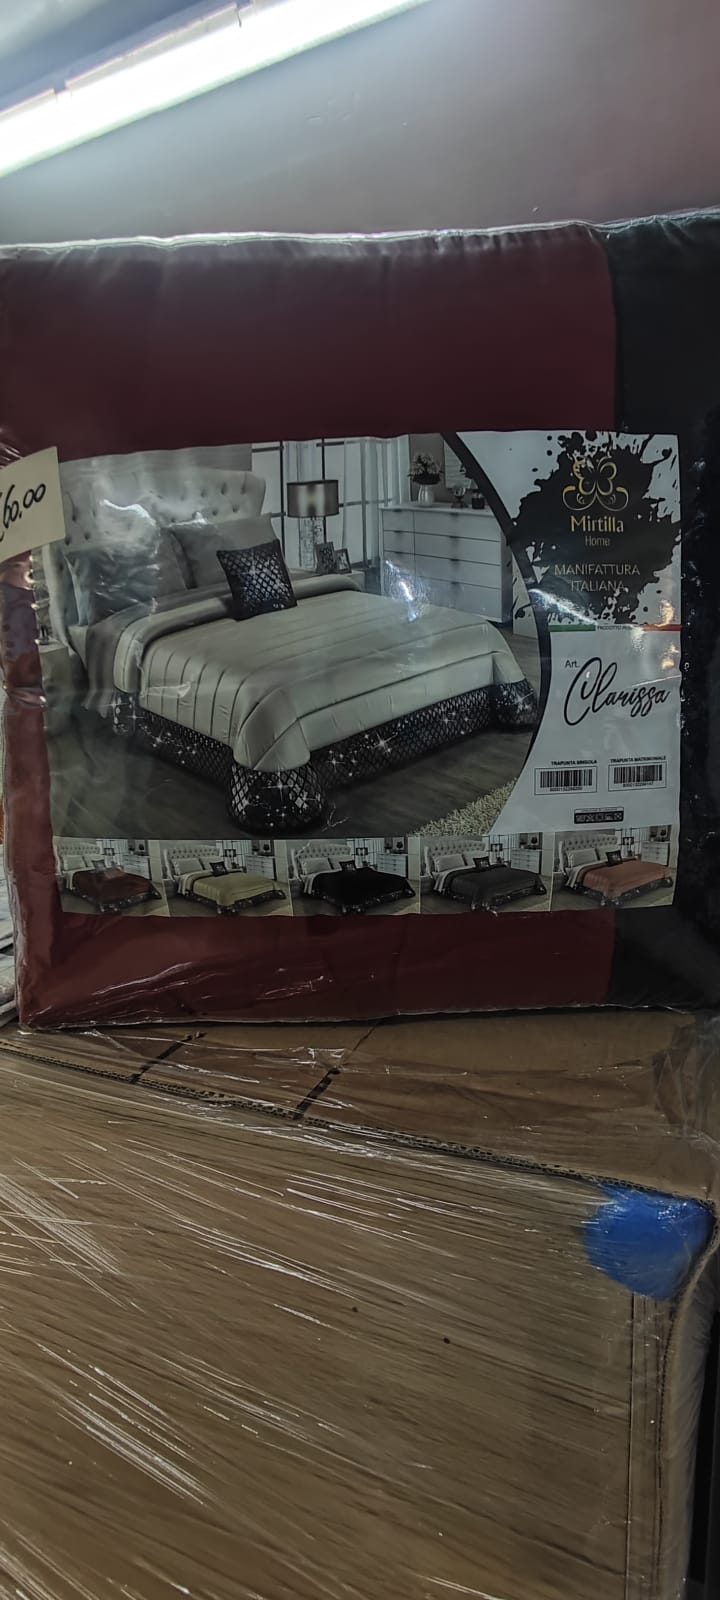 €60,00
Mirtilla
Home
MANIFATTURA
ITALIANA
Art.
Clarissa
TRAPUNTA SINGOLA
TRAPUNTA MATRIMONIALE